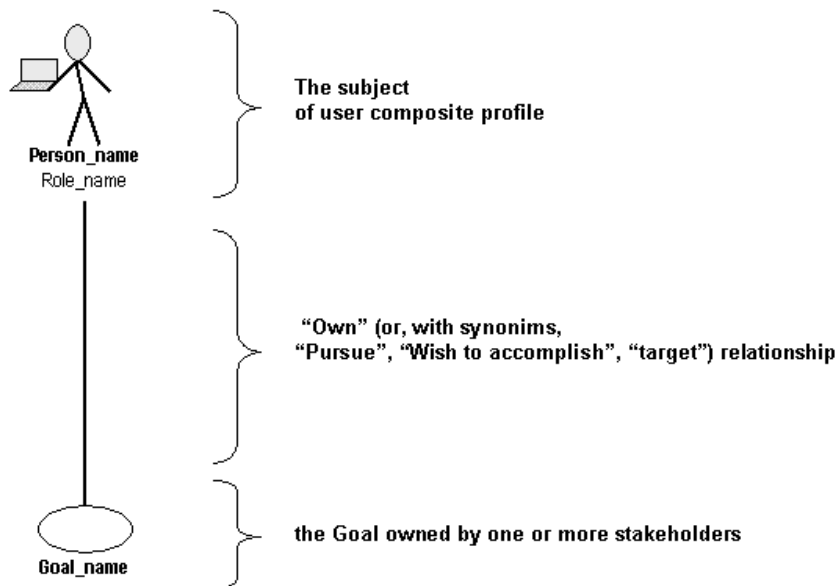 The subject
of user composite profile
Person_name
Role_name
“Own” (or, with synonims,
“Pursue”, “Wish to accomplish”, “target”) relationship
the Goal owned by one or more stakeholders
Goal_name